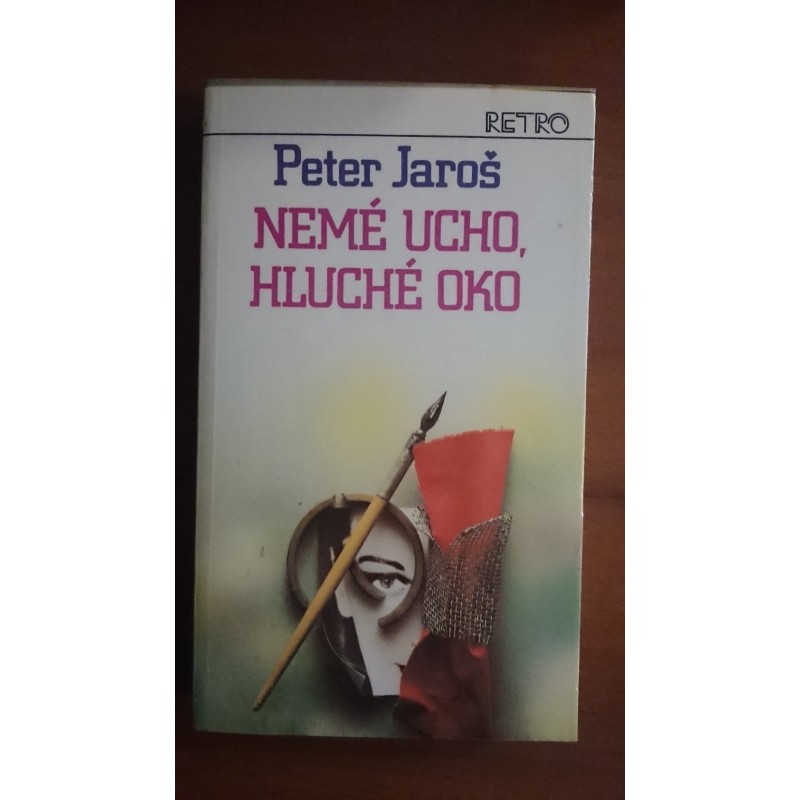 RETRO
Peter Jaroš
NEMÉ UCHO,
HLUCHÉ OKO